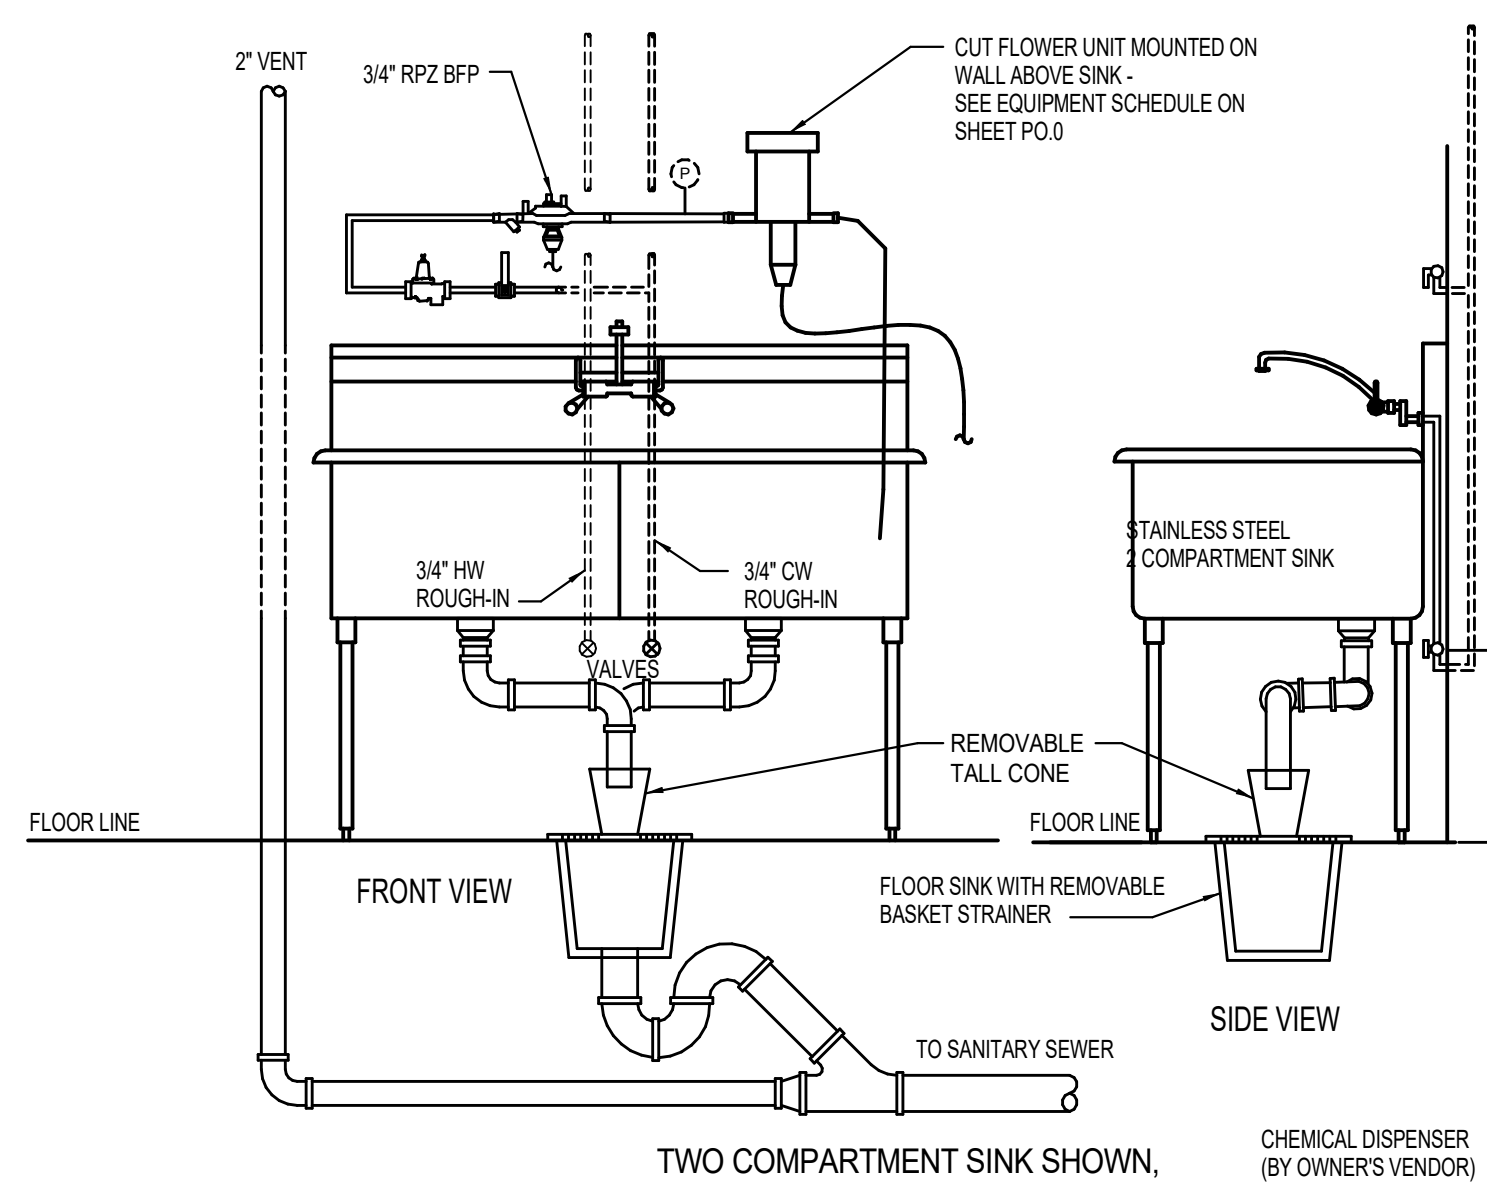 2" VENT
3/4" RPZ BFP
CUT FLOWER UNIT MOUNTED ON
WALL ABOVE SINK -
SEE EQUIPMENT SCHEDULE ON
SHEET PO.0
P
3/4" HW
ROUGH-IN
3/4" CW
ROUGH-IN
VALVES
STAINLESS STEEL
2 COMPARTMENT SINK
REMOVABLE
TALL CONE
FLOOR LINE
FLOOR LINE
FRONT VIEW
FLOOR SINK WITH REMOVABLE
BASKET STRAINER
SIDE VIEW
TO SANITARY SEWER
TWO COMPARTMENT SINK SHOWN,
CHEMICAL DISPENSER
(BY OWNER'S VENDOR)